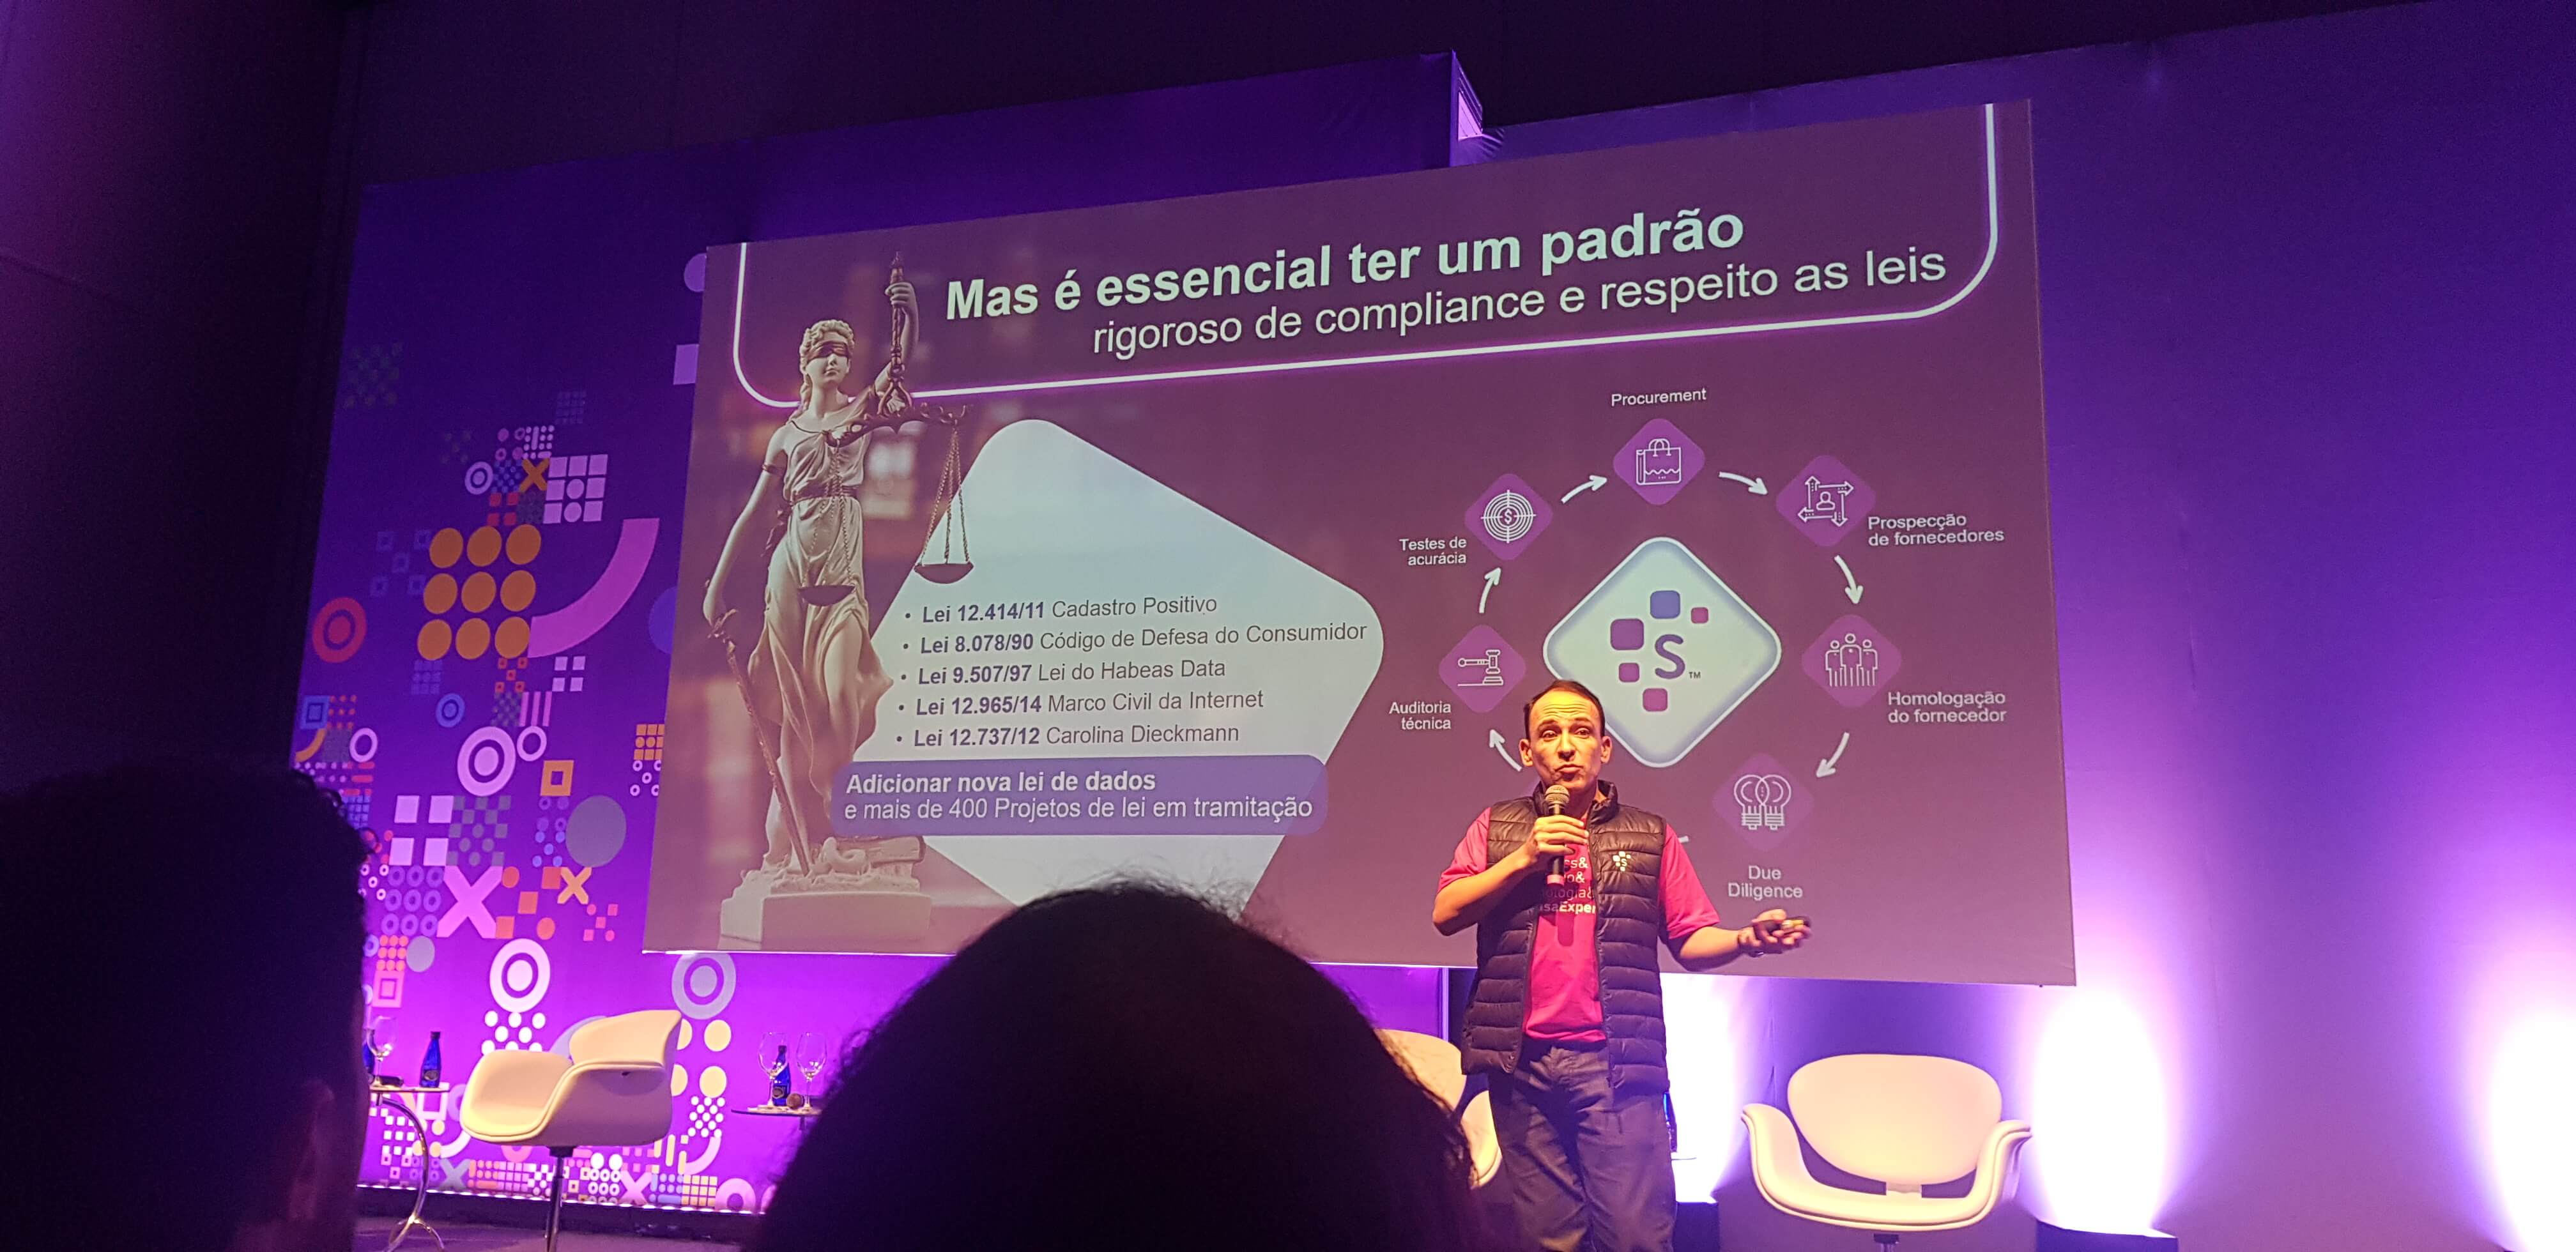 Mas é essencial ter um padrão
rigoroso de compliance e respeito as leis
• Lei 12.414/11 Cadastro Positivo
• Lei 8.078/90 Código de Defesa do Consumidor
• Lei 9.507/97 Lei do Habeas Data
• Lei 12.965/14 Marco Civil da Internet
• Lei 12.737/12 Carolina Dieckmann
Adicionar nova lei de dados
e mais de 400 Projetos de lei em tramitação
Procurement
Prospecção
de fornecedores
Homologação
do fornecedor
Due
Diligence
Auditoria
técnica
Testes de
acurácia
S™